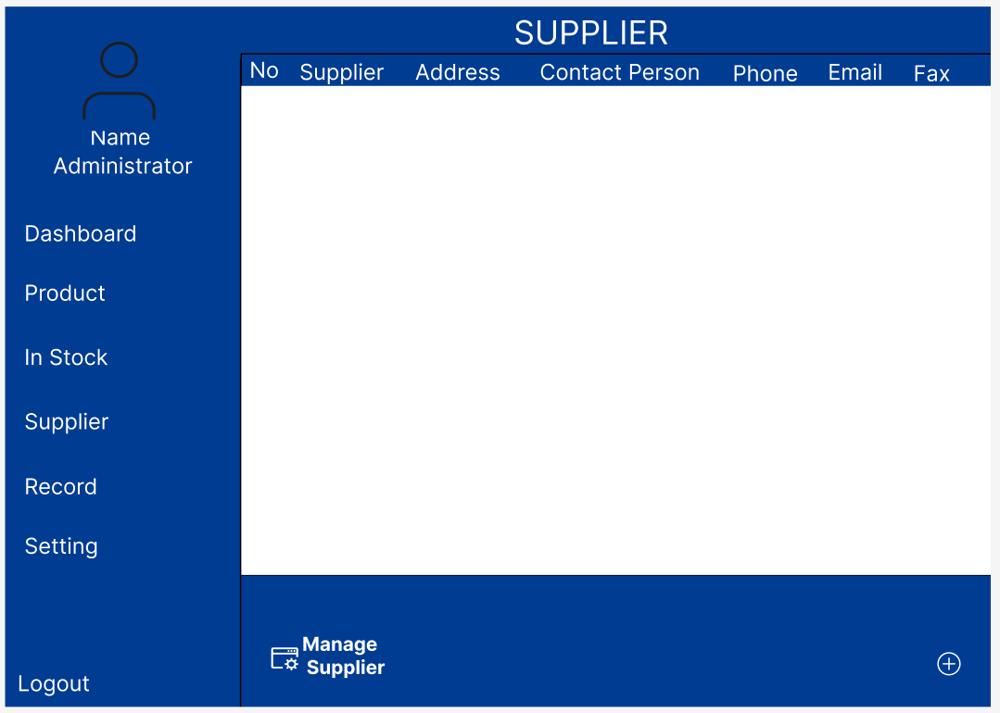 SUPPLIER
No Supplier Address Contact Person Phone Email Fax
Name
Administrator
Dashboard
Product
In Stock
Supplier
Record
Setting
Logout
Manage
Supplier